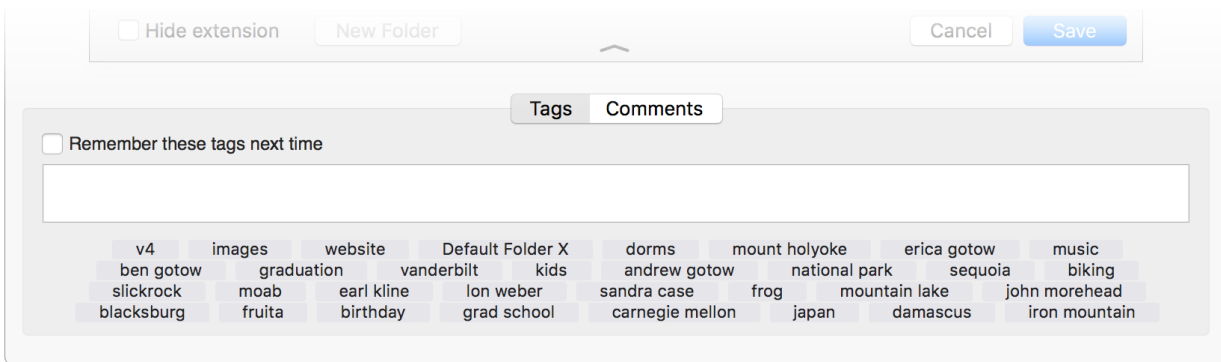 Hide extension New Folder Cancel Save
Tags Comments
Remember these tags next time
v4 images website Default Folder X dorms mount holyoke erica gotow music
ben gotow graduation vanderbilt kids andrew gotow national park sequoia biking
slickrock moab earl kline lon weber sandra case frog mountain lake john morehead
blacksburg fruita birthday grad school carnegie mellon japan damascus iron mountain